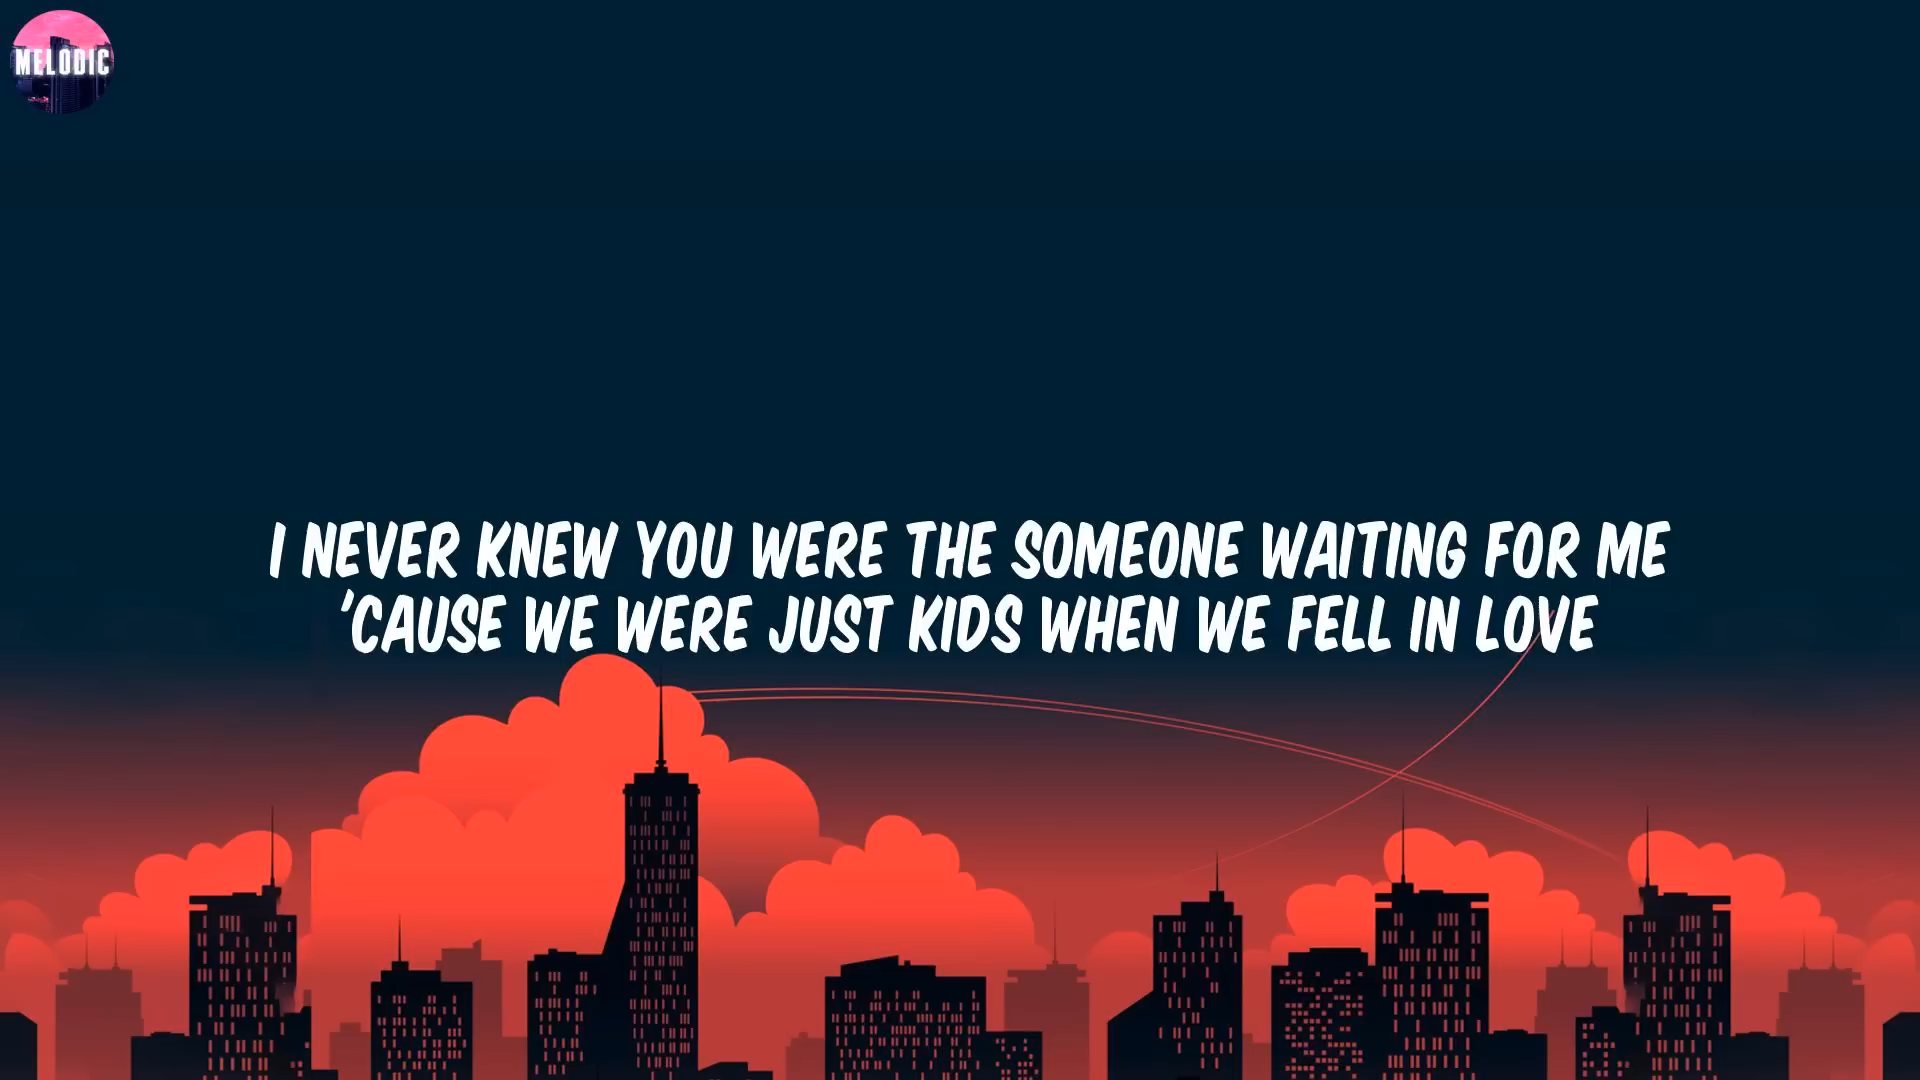 MELODIC
I NEVER KNEW YOU WERE THE SOMEONE WAITING FOR ME
'CAUSE WE WERE JUST KIDS WHEN WE FELL IN LOVE